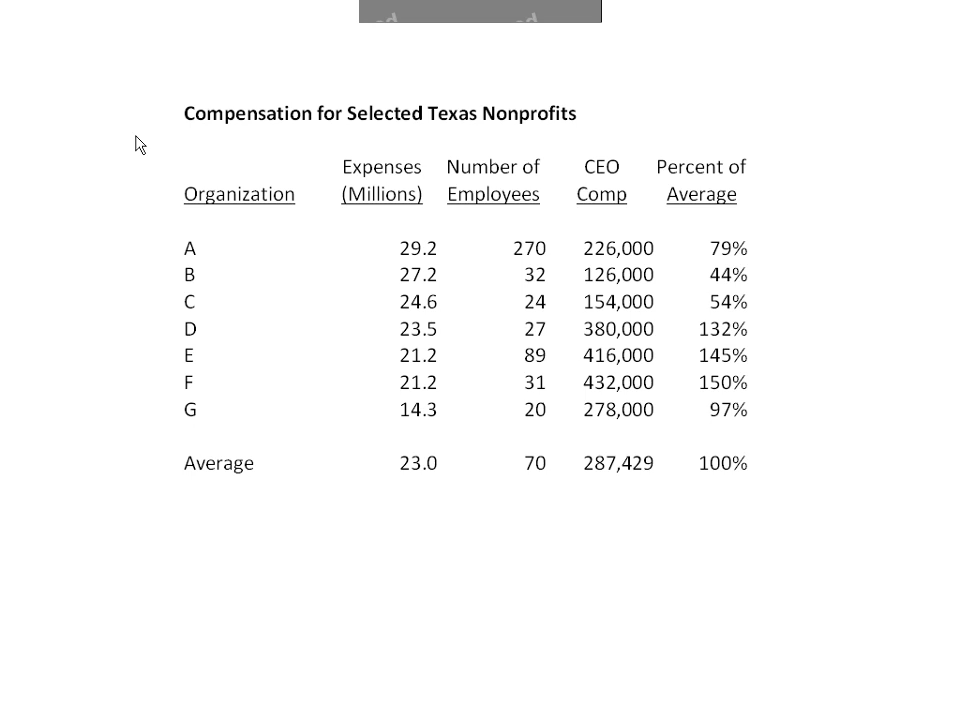 Compensation for Selected Texas Nonprofits
Expenses Number of CEO Percent of
Organization (Millions) Employees Comp Average
A 29.2 270 226,000 79%
B 27.2 32 126,000 44%
C 24.6 24 154,000 54%
D 23.5 27 380,000 132%
E 21.2 89 416,000 145%
F 21.2 31 432,000 150%
G 14.3 20 278,000 97%
Average 23.0 70 287,429 100%